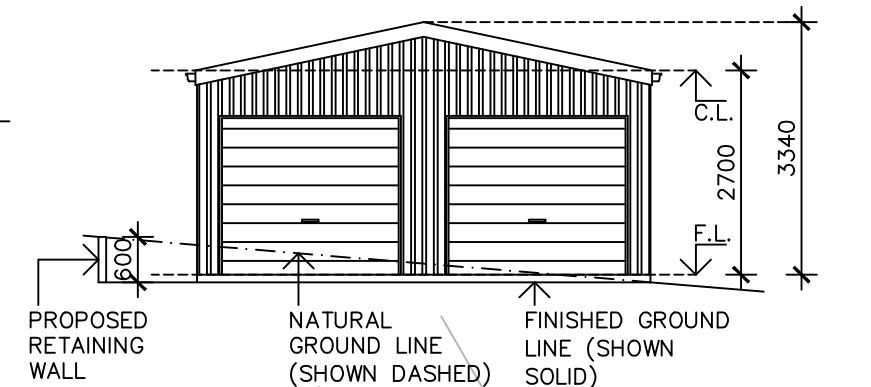 C.L.
2700
3340
F.L.
600
PROPOSED
RETAINING
WALL
NATURAL
GROUND LINE
(SHOWN DASHED)
FINISHED GROUND
LINE (SHOWN
SOLID)